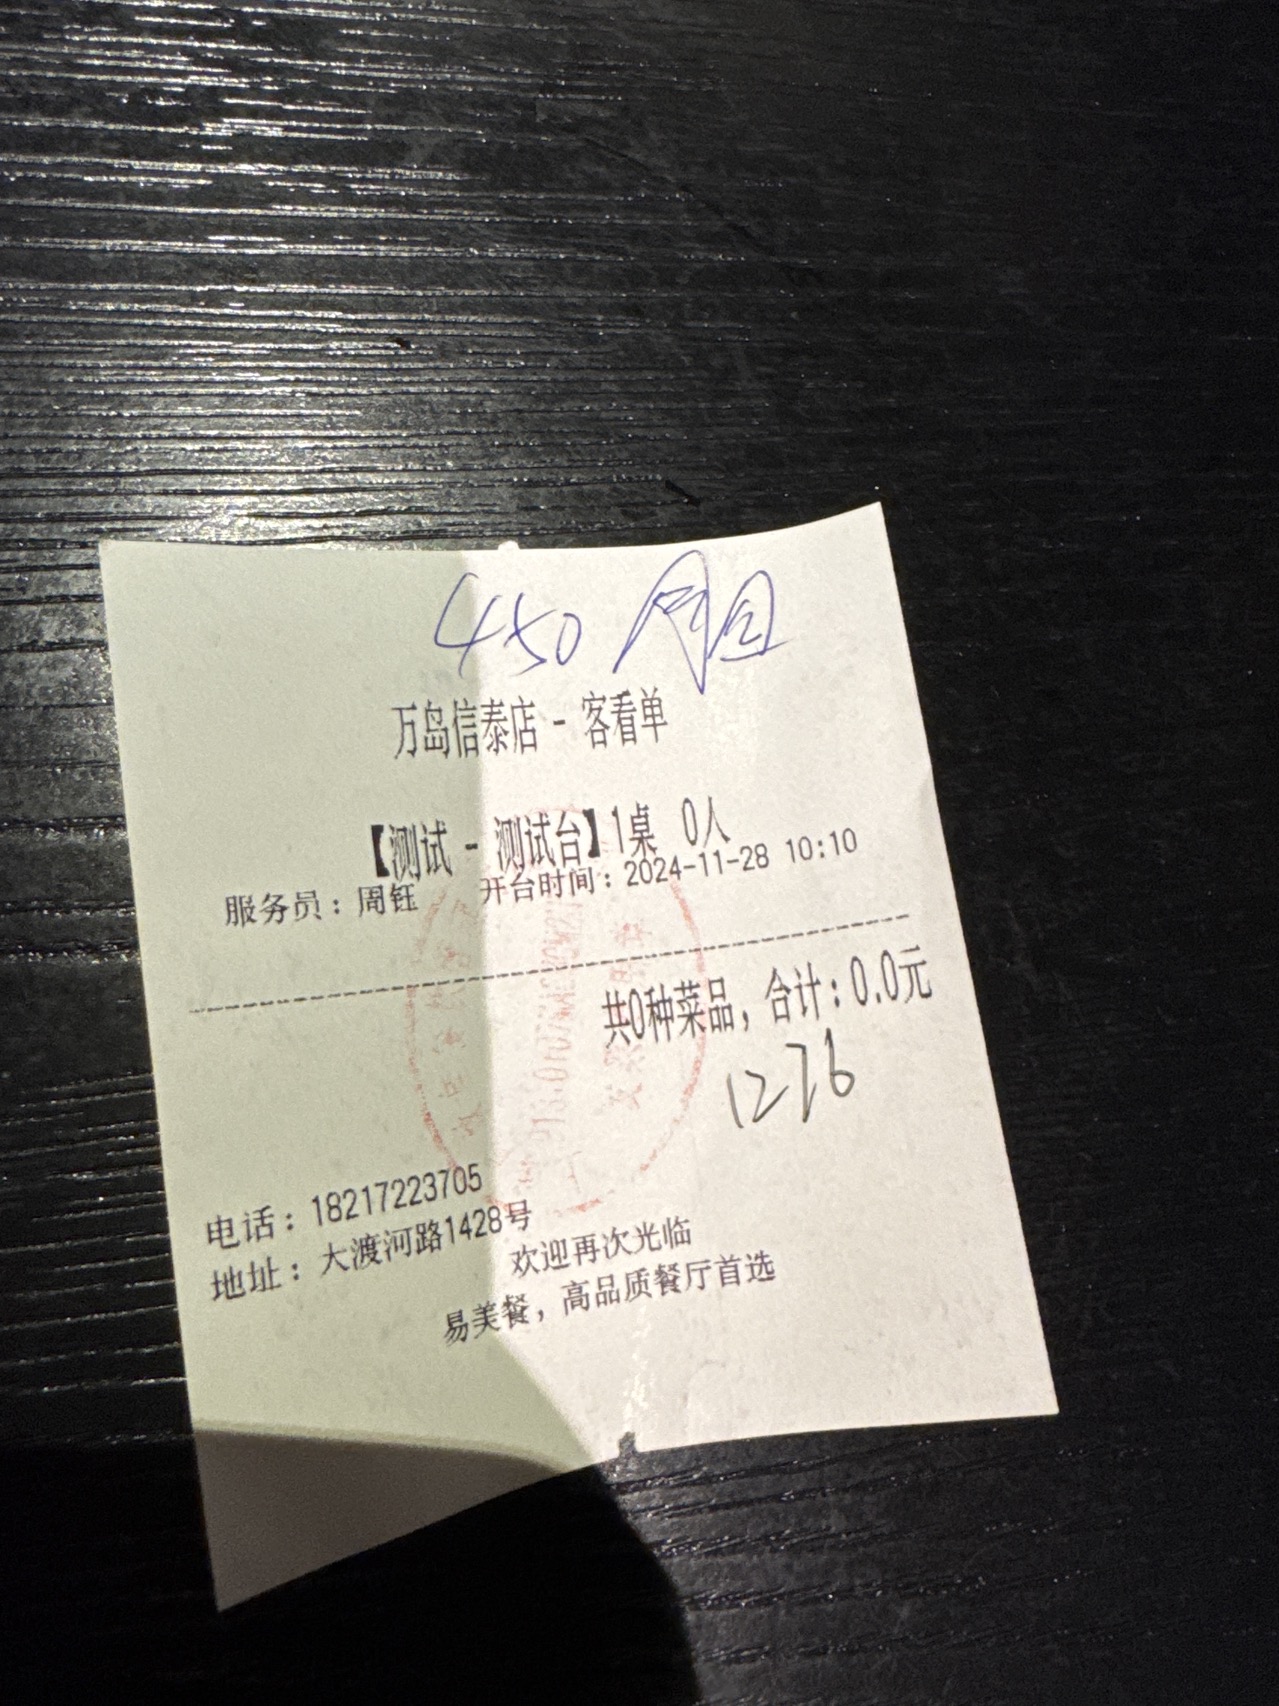 450
万岛信泰店 - 客看单
【测试 - 测试台】1桌 0人
服务员：周钰 开台时间：2024-11-28 10:10
共0种菜品，合计：0.0元
1276
电话：18217223705
地址：大渡河路1428号
欢迎再次光临
易美餐，高品质餐厅首选